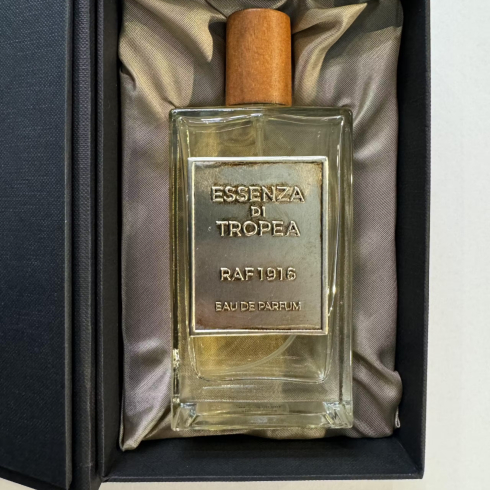 ESSENZA
DI
TROPEA
RAF1916
EAU DE PARFUM